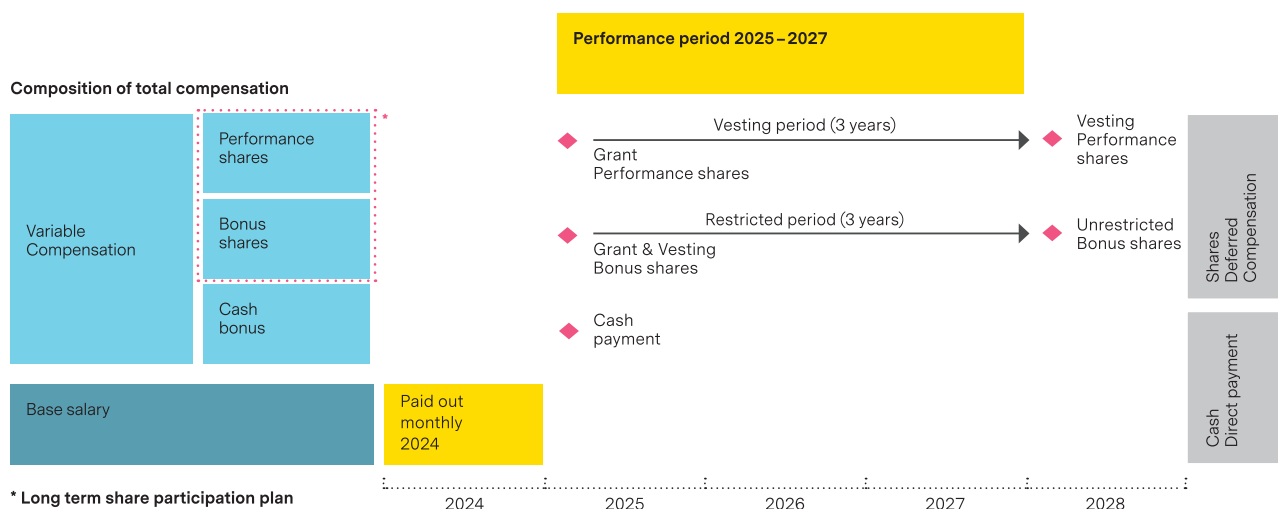 Performance period 2025–2027
Composition of total compensation
Variable
Compensation
Performance
shares
*
Bonus
shares
Cash
bonus
Vesting period (3 years)
Grant
Performance shares
Vesting
Performance
shares
Restricted period (3 years)
Grant & Vesting
Bonus shares
Unrestricted
Bonus shares
Cash
payment
Shares
Deferred
Compensation
Cash
Direct payment
Base salary
Paid out
monthly
2024
* Long term share participation plan
2024
2025
2026
2027
2028